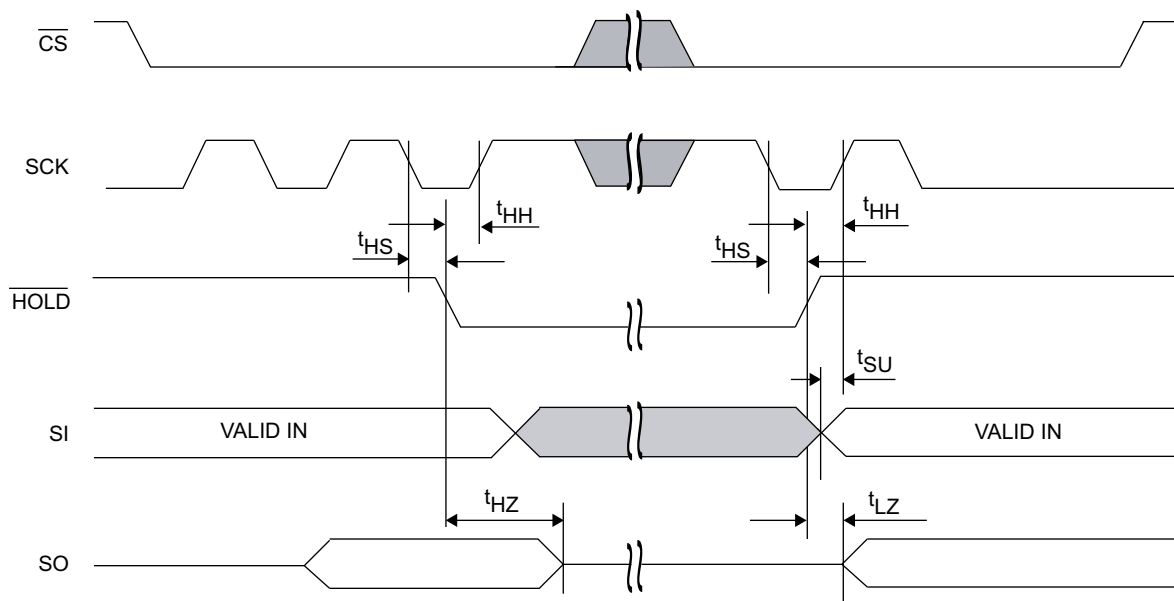 CS
SCK
tHH
tHH
tHS
tHS
HOLD
tSU
SI
VALID IN
VALID IN
tHZ
tLZ
SO